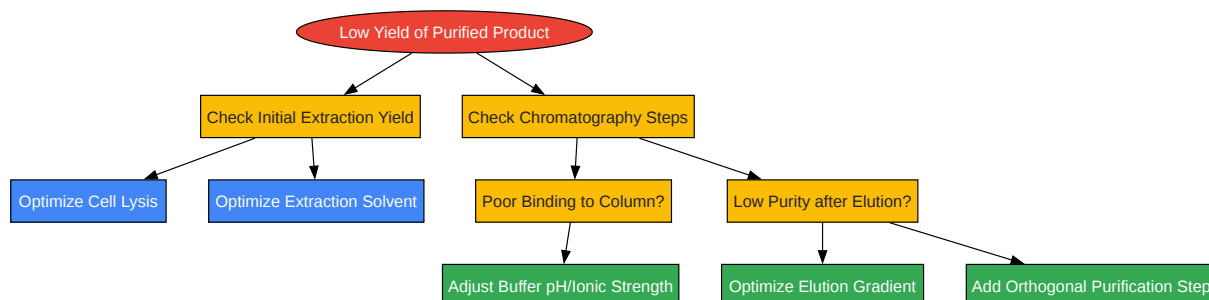 Low Yield of Purified Product
Check Initial Extraction Yield
Check Chromatography Steps
Optimize Cell Lysis
Optimize Extraction Solvent
Poor Binding to Column?
Low Purity after Elution?
Adjust Buffer pH/Ionic Strength
Optimize Elution Gradient
Add Orthogonal Purification Step